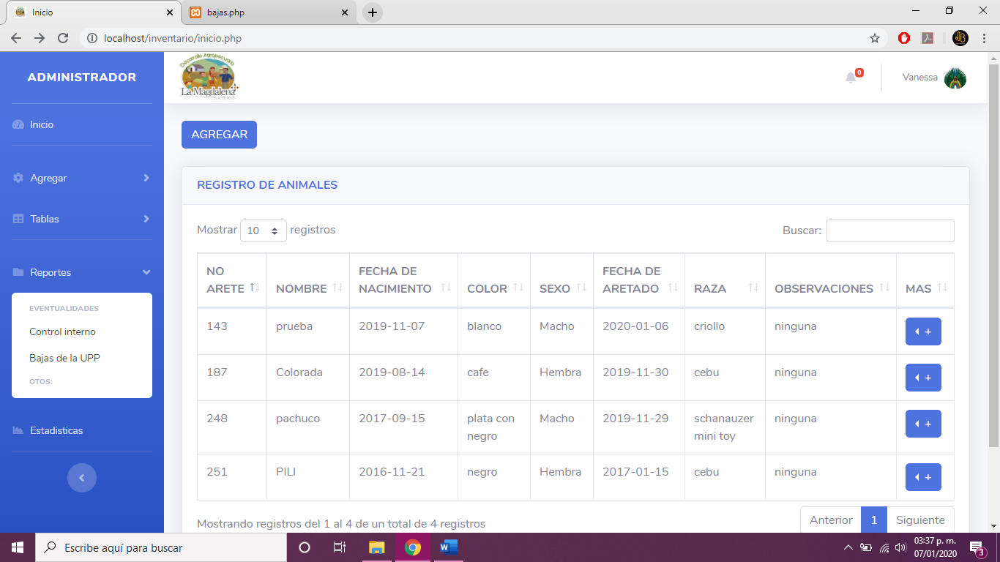 Inicio
bajas.php
localhost/inventario/inicio.php
ADMINISTRADOR
Inicio
Agregar
Tablas
Reportes
EVENTUALIDADES
Control interno
Bajas de la UPP
OTOS:
Estadisticas
Desarrollo Agropecuario
La Magdalena
0
Vanessa
AGREGAR
REGISTRO DE ANIMALES
Mostrar 10 registros
Buscar:
NO ARETE NOMBRE FECHA DE NACIMIENTO COLOR SEXO FECHA DE ARETADO RAZA OBSERVACIONES MAS
143 prueba 2019-11-07 blanco Macho 2020-01-06 criollo ninguna +
187 Colorada 2019-08-14 cafe Hembra 2019-11-30 cebu ninguna +
248 pachuco 2017-09-15 plata con negro Macho 2019-11-29 schanauzer mini toy ninguna +
251 PILI 2016-11-21 negro Hembra 2017-01-15 cebu ninguna +
Mostrando registros del 1 al 4 de un total de 4 registros
Anterior 1 Siguiente
Escribe aquí para buscar
03:37 p. m.
07/01/2020
3